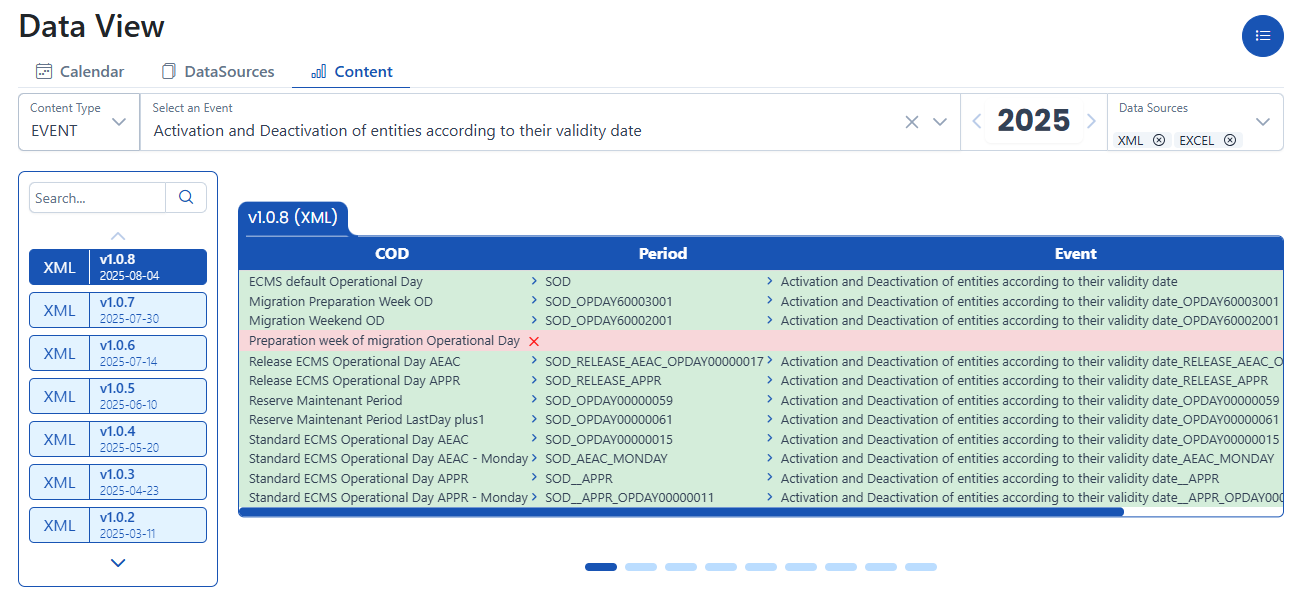 Data View
Calendar DataSources Content
Content Type
EVENT
Select an Event
Activation and Deactivation of entities according to their validity date
2025
Data Sources
XML EXCEL
Search...
XML v1.0.8
2025-08-04
XML v1.0.7
2025-07-30
XML v1.0.6
2025-07-14
XML v1.0.5
2025-06-10
XML v1.0.4
2025-05-20
XML v1.0.3
2025-04-23
XML v1.0.2
2025-03-11
v1.0.8 (XML)
COD Period Event
ECMS default Operational Day SOD Activation and Deactivation of entities according to their validity date
Migration Preparation Week OD SOD_OPDAY60003001 Activation and Deactivation of entities according to their validity date_OPDAY60003001
Migration Weekend OD SOD_OPDAY60002001 Activation and Deactivation of entities according to their validity date_OPDAY60002001
Preparation week of migration Operational Day
Release ECMS Operational Day AEAC SOD_RELEASE_AEAC_OPDAY00000017 Activation and Deactivation of entities according to their validity date_RELEASE_AEAC_O
Release ECMS Operational Day APPR SOD_RELEASE_APPR Activation and Deactivation of entities according to their validity date_RELEASE_APPR
Reserve Maintenant Period SOD_OPDAY00000059 Activation and Deactivation of entities according to their validity date_OPDAY00000059
Reserve Maintenant Period LastDay plus1 SOD_OPDAY00000061 Activation and Deactivation of entities according to their validity date_OPDAY00000061
Standard ECMS Operational Day AEAC SOD_OPDAY00000015 Activation and Deactivation of entities according to their validity date_OPDAY00000015
Standard ECMS Operational Day AEAC - Monday SOD_AEAC_MONDAY Activation and Deactivation of entities according to their validity date_AEAC_MONDAY
Standard ECMS Operational Day APPR SOD__APPR Activation and Deactivation of entities according to their validity date__APPR
Standard ECMS Operational Day APPR - Monday SOD__APPR_OPDAY00000011 Activation and Deactivation of entities according to their validity date__APPR_OPDAY000